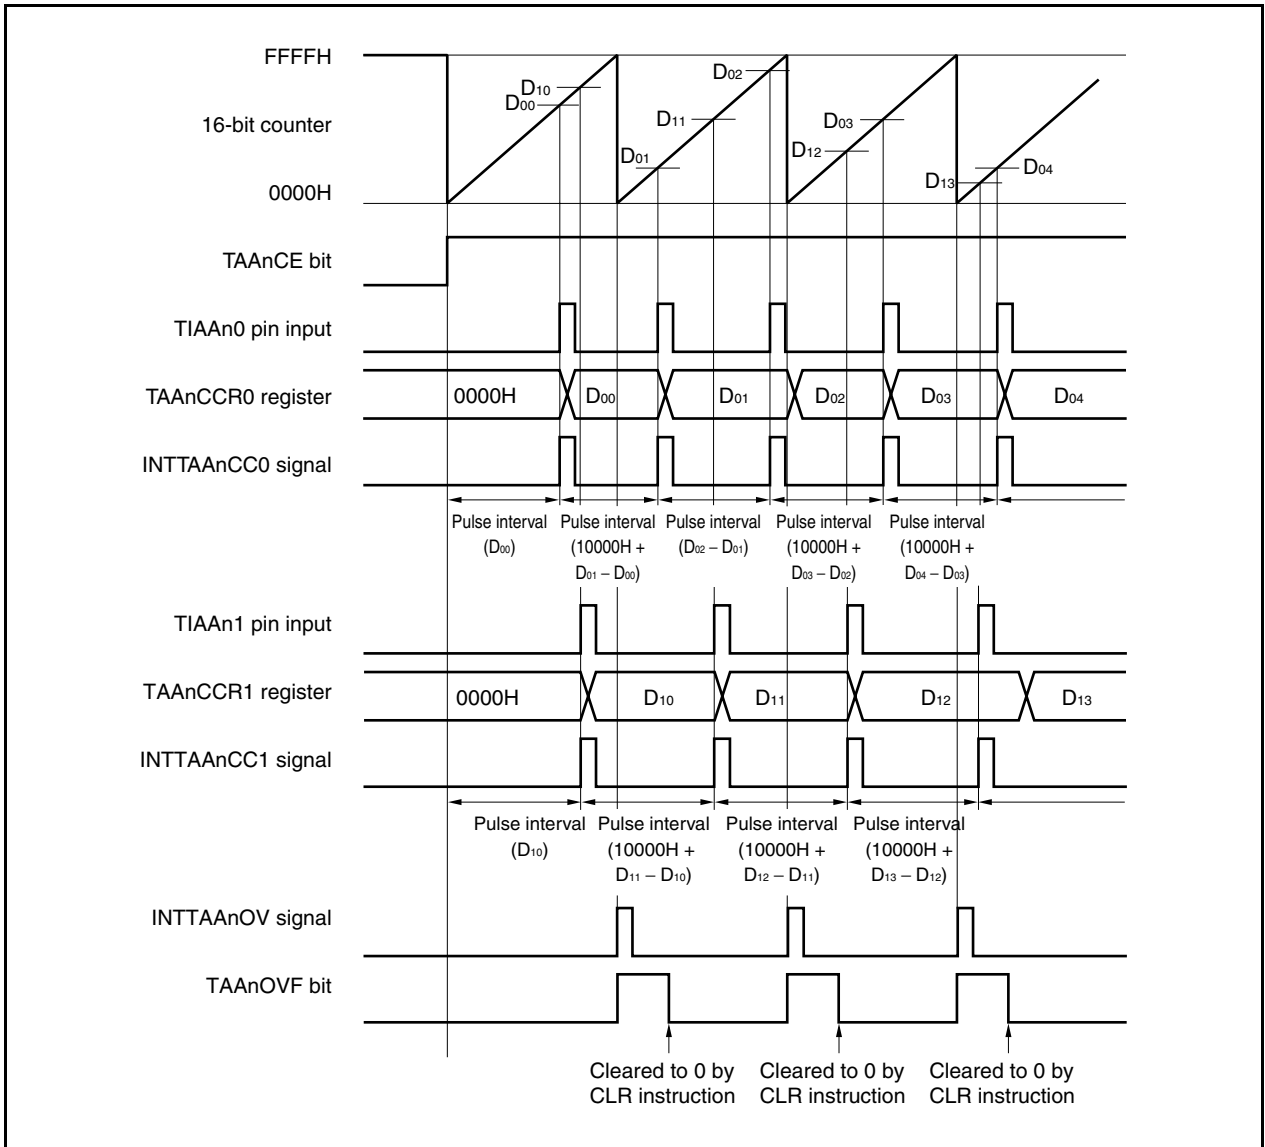 FFFFH
16-bit counter
0000H
D10
D00
D01
D11
D02
D12
D03
D13
D04
TAAnCE bit
TIAAn0 pin input
TAAnCCR0 register
0000H
D00
D01
D02
D03
D04
INTTAAnCC0 signal
Pulse interval
(D00)
Pulse interval
(10000H +
D01 – D00)
Pulse interval
(D02 – D01)
Pulse interval
(10000H +
D03 – D02)
Pulse interval
(10000H +
D04 – D03)
TIAAn1 pin input
TAAnCCR1 register
0000H
D10
D11
D12
D13
INTTAAnCC1 signal
Pulse interval
(D10)
Pulse interval
(10000H +
D11 – D10)
Pulse interval
(10000H +
D12 – D11)
Pulse interval
(10000H +
D13 – D12)
INTTAAnOV signal
TAAnOVF bit
Cleared to 0 by
CLR instruction
Cleared to 0 by
CLR instruction
Cleared to 0 by
CLR instruction